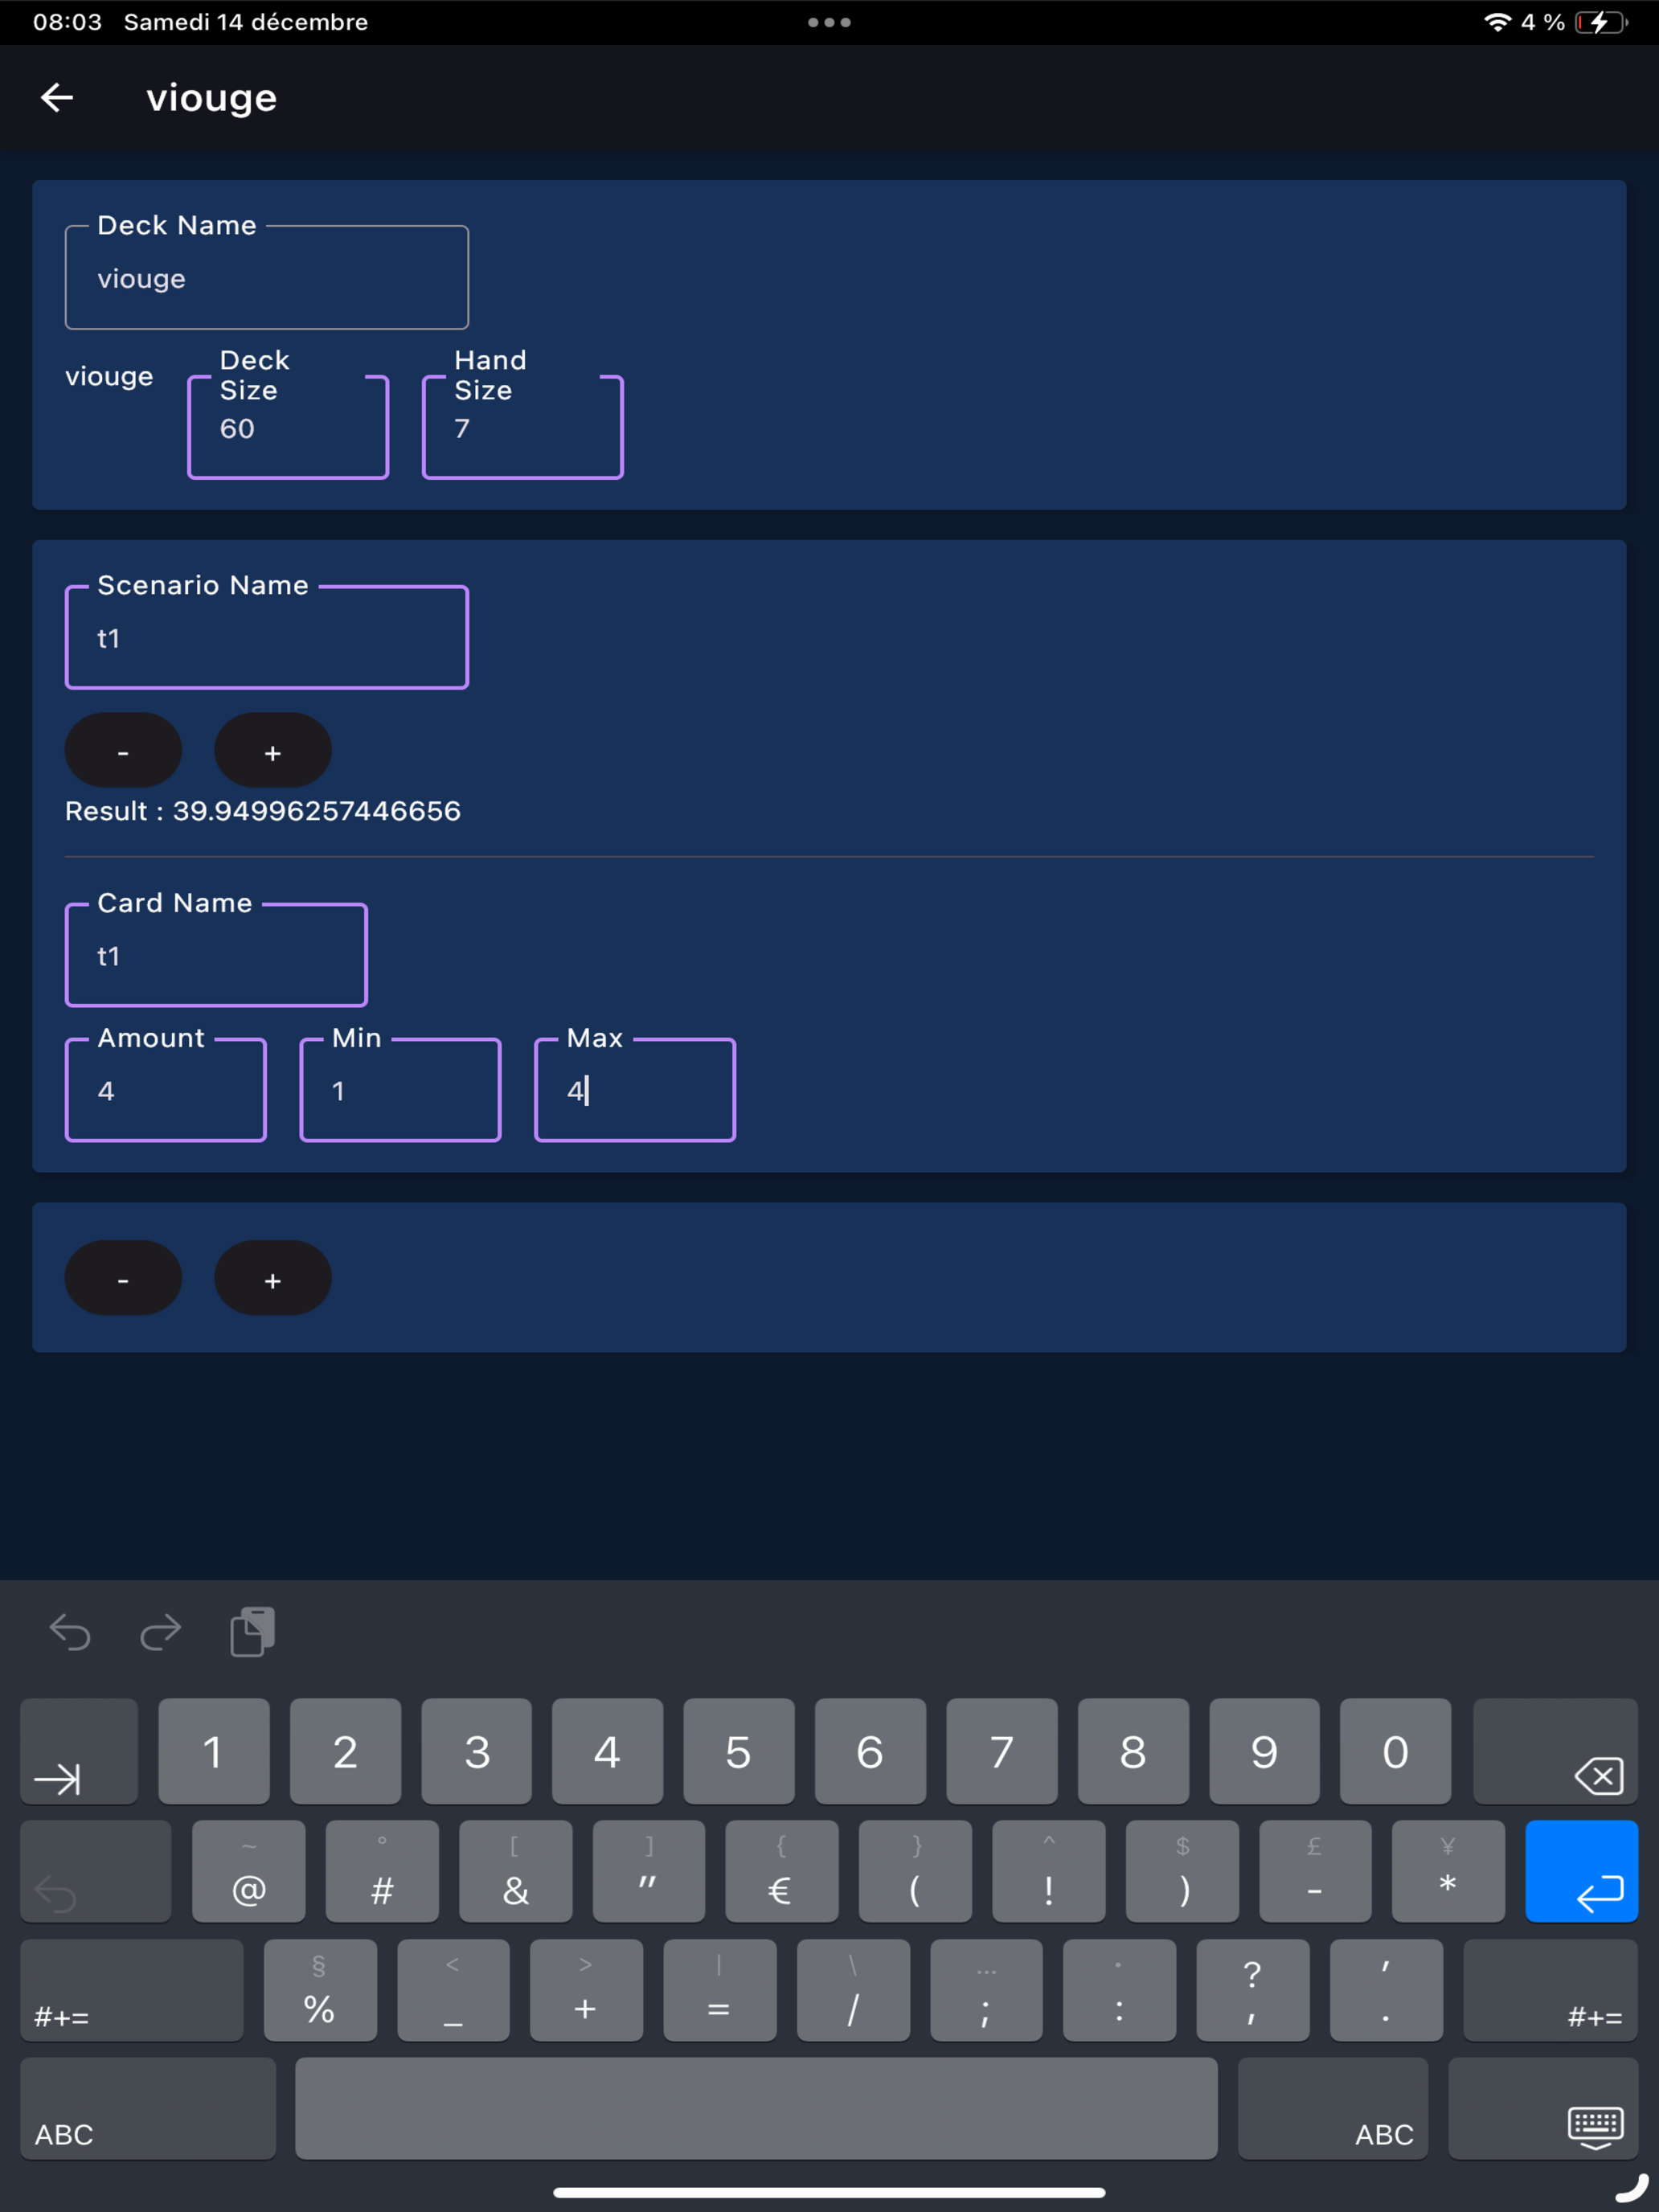 08:03 Samedi 14 décembre
4 %
viouge
Deck Name
viouge
viouge
Deck Size
60
Hand Size
7
Scenario Name
t1
- +
Result : 39.94996257446656
Card Name
t1
Amount Min Max
4 1 4
- +
1 2 3 4 5 6 7 8 9 0
~ ° [ ] { } ^ $ £ ¥
@ # & " € ( ! ) - *
§ < > | \ … · ? '
#+= % _ + = / ; : , . #+=
ABC ABC